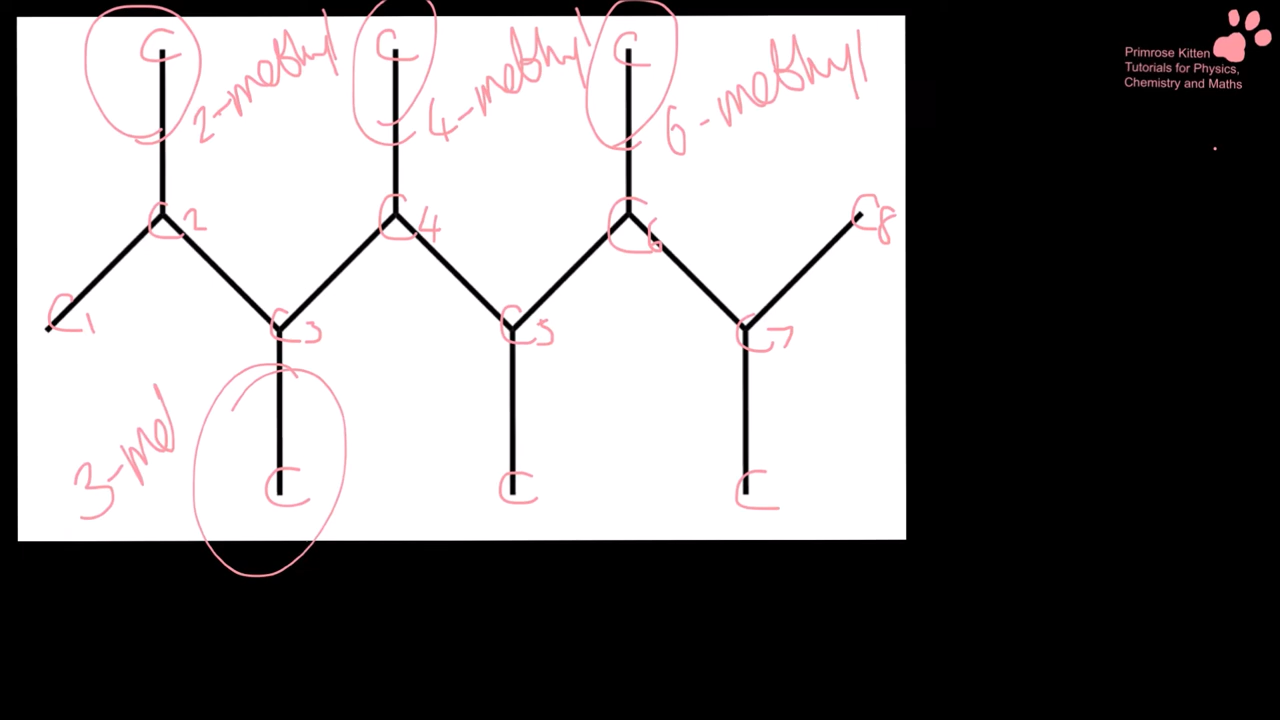 Primrose Kitten
Tutorials for Physics,
Chemistry and Maths
C C C
2-methyl 4-methyl 6-methyl
C2 C4 C6 C8
C1 C3 C5 C7
3-me
C C C